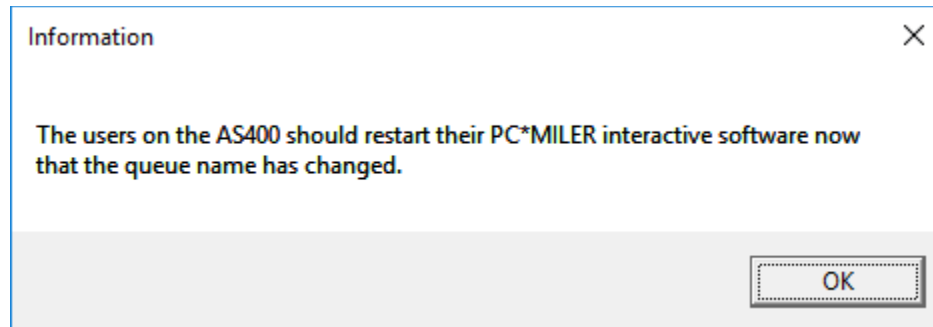 Information
The users on the AS400 should restart their PC*MILER interactive software now
that the queue name has changed.
OK